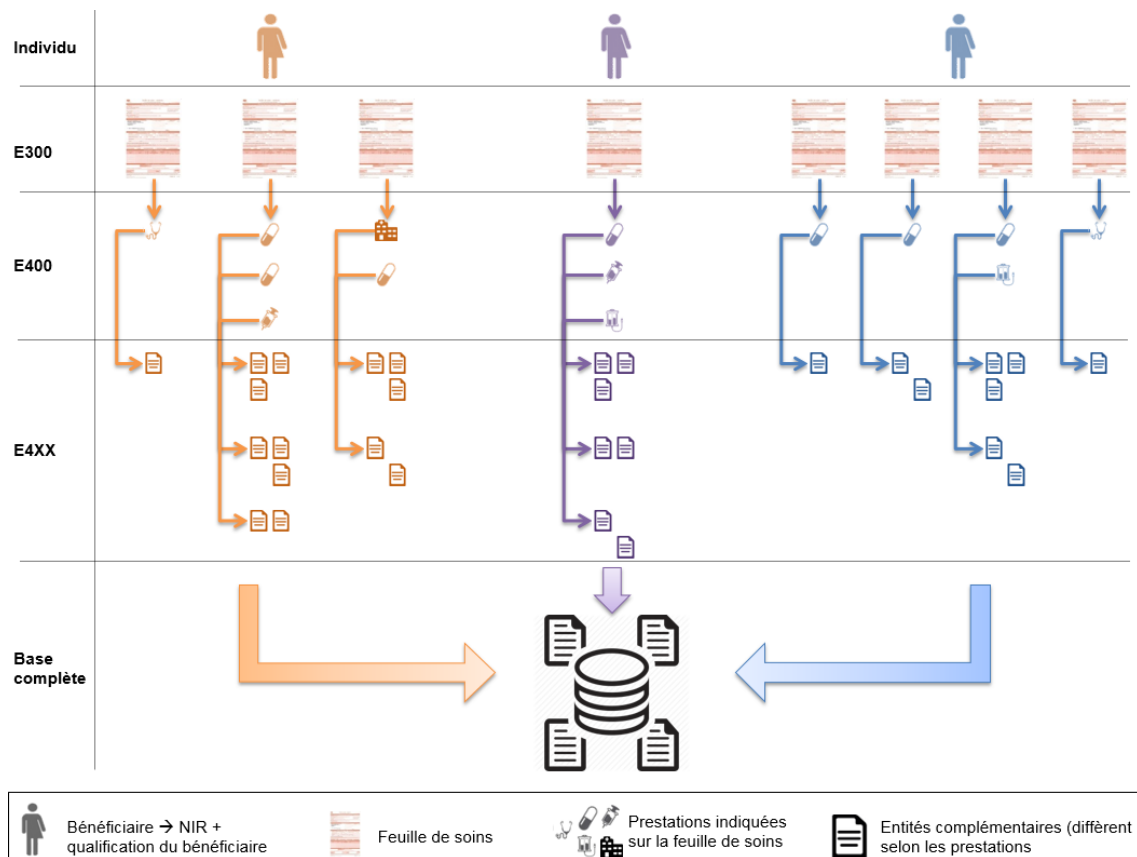 Individu
E300
E400
E4XX
Base
complète
Bénéficiaire → NIR +
qualification du bénéficiaire
Feuille de soins
Prestations indiquées
sur la feuille de soins
Entités complémentaires (différent
selon les prestations